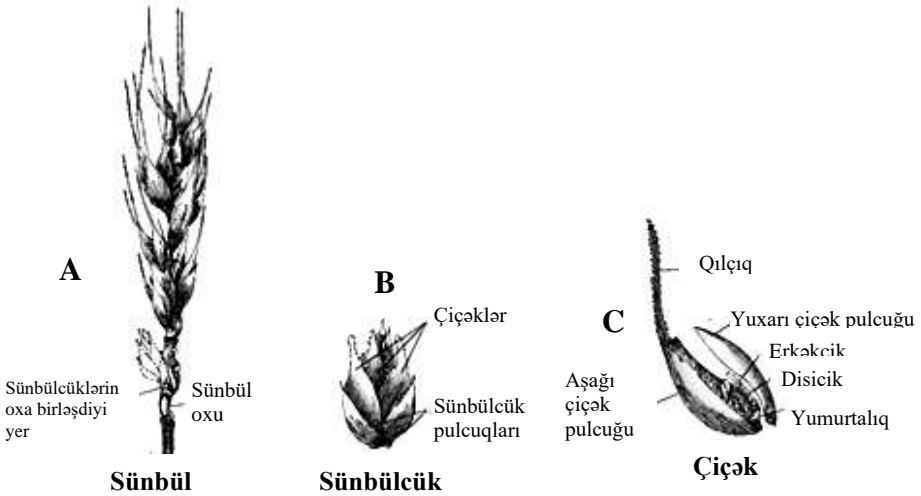 A
Sünbülcüklərin
oxa birləşdiyi
yer
Sünbül
oxu
Sünbül
B
Çiçəklər
Sünbülcük
pulcuqları
Sünbülcük
C
Qılçıq
Yuxarı çiçək pulcuğu
Erkəkcik
Disicik
Yumurtalıq
Aşağı
çiçək
pulcuğu
Çiçək